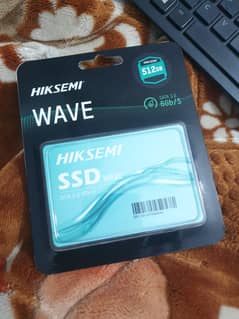 HIKSEMI
512GB
WAVE
SATA 3.0
6Gb/s
HIKSEMI
SSD